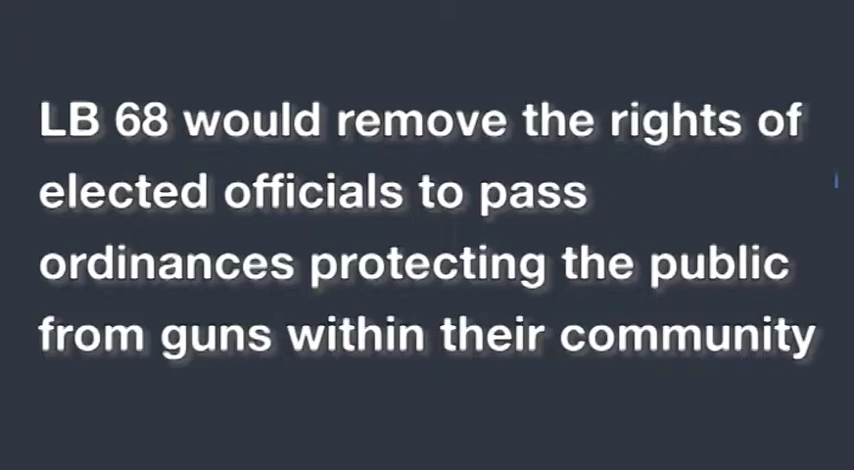 LB 68 would remove the rights of
elected officials to pass
ordinances protecting the public
from guns within their community